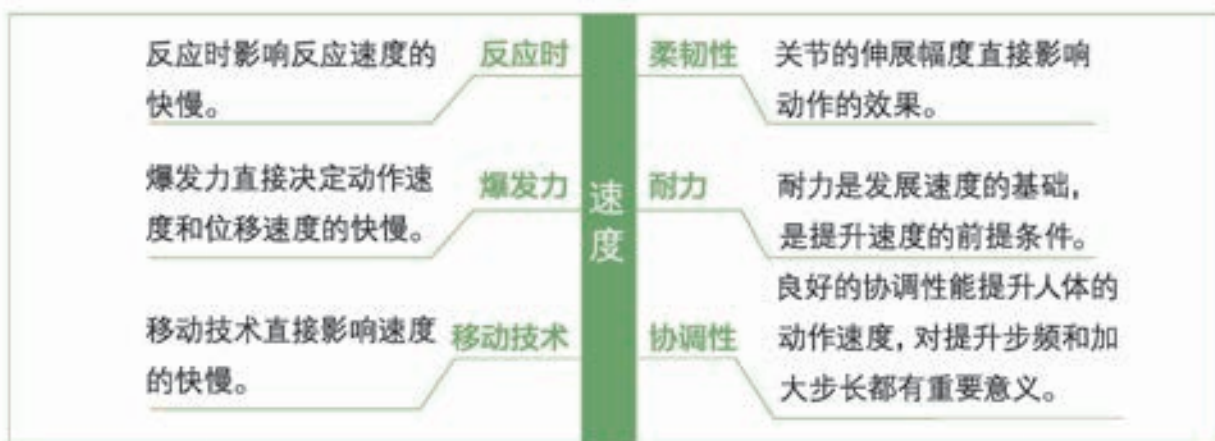 反应时影响反应速度的
快慢。
反应时
爆发力直接决定动作速
度和位移速度的快慢。
爆发力
移动技术直接影响速度
的快慢。
移动技术
速
度
柔韧性
关节的伸展幅度直接影响
动作的效果。
耐力
耐力是发展速度的基础，
是提升速度的前提条件。
协调性
良好的协调性能提升人体的
动作速度，对提升步频和加
大步长都有重要意义。